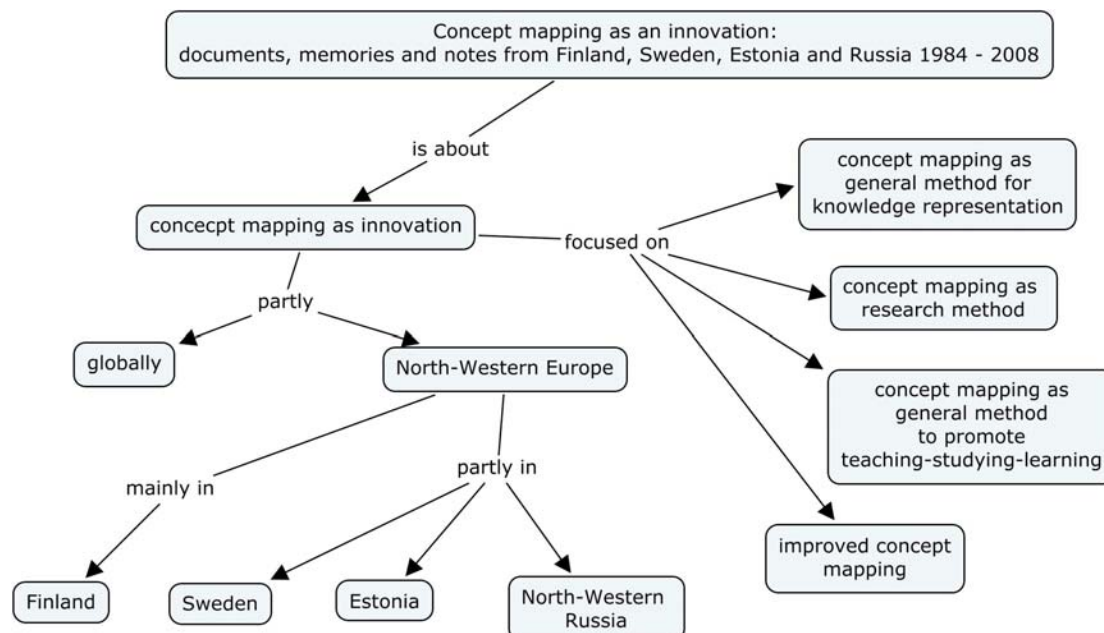 Concept mapping as an innovation:
documents, memories and notes from Finland, Sweden, Estonia and Russia 1984 - 2008
is about
concecpt mapping as innovation
focused on
concept mapping as
general method for
knowledge representation
concept mapping as
research method
concept mapping as
general method
to promote
teaching-studying-learning
improved concept
mapping
partly
globally
North-Western Europe
mainly in
partly in
Finland
Sweden
Estonia
North-Western
Russia